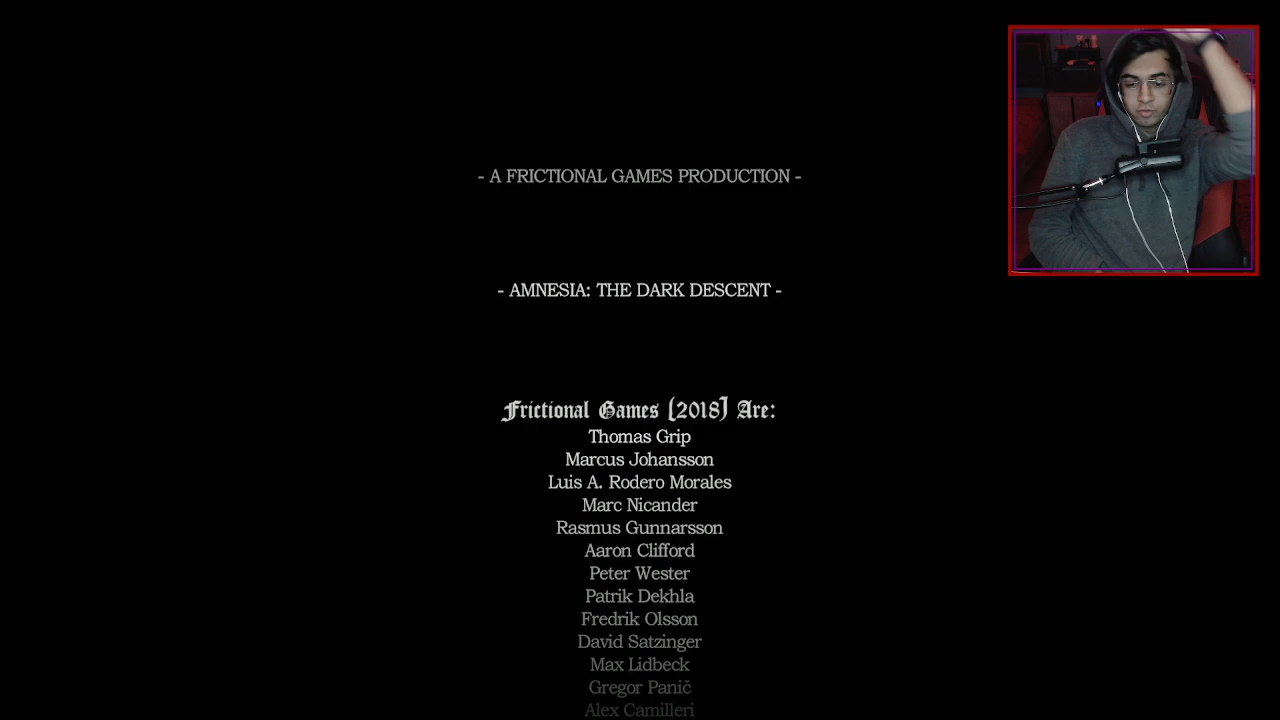 - A FRICTIONAL GAMES PRODUCTION -
- AMNESIA: THE DARK DESCENT -
Frictional Games [2018] Are:
Thomas Grip
Marcus Johansson
Luis A. Rodero Morales
Marc Nicander
Rasmus Gunnarsson
Aaron Clifford
Peter Wester
Patrik Dekhla
Fredrik Olsson
David Satzinger
Max Lidbeck
Gregor Panič
Alex Camilleri